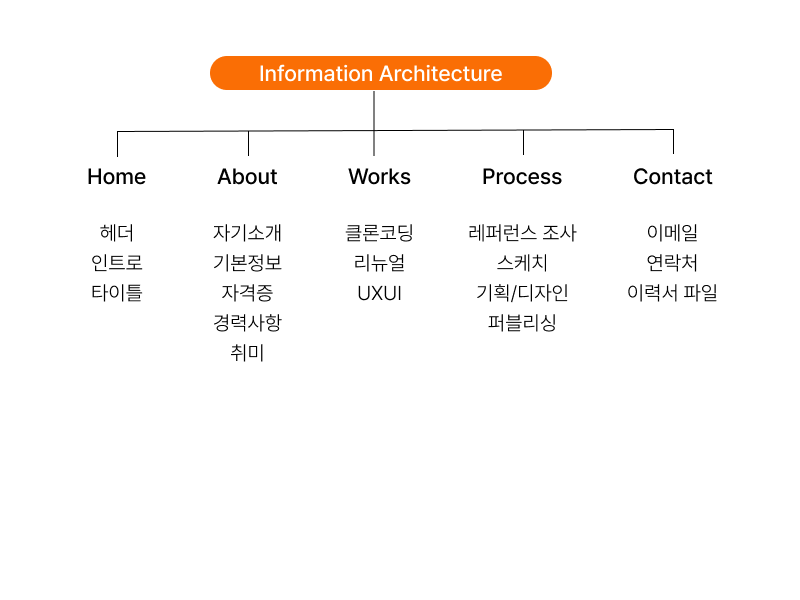 Information Architecture
Home
About
Works
Process
Contact
헤더
인트로
타이틀
자기소개
기본정보
자격증
경력사항
취미
클론코딩
리뉴얼
UXUI
레퍼런스 조사
스케치
기획/디자인
퍼블리싱
이메일
연락처
이력서 파일